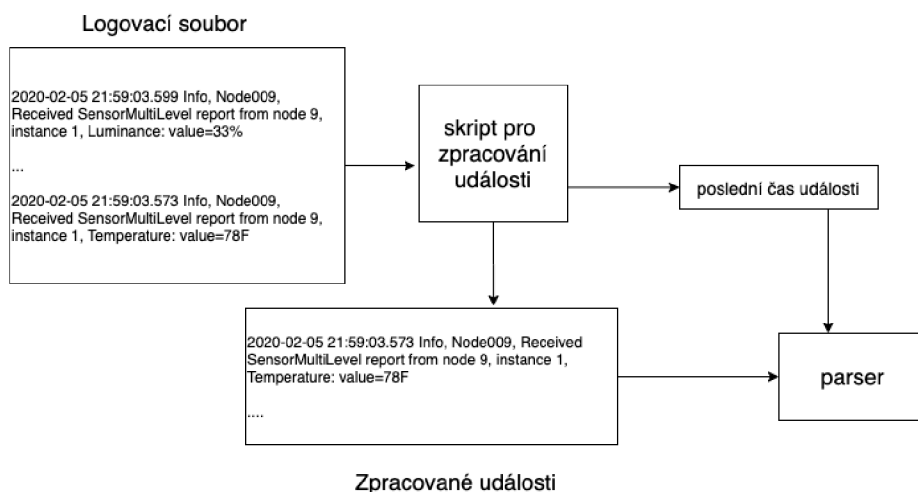 Logovací soubor
2020-02-05 21:59:03.599 Info, Node009,
Received SensorMultiLevel report from node 9,
instance 1, Luminance: value=33%
...
2020-02-05 21:59:03.573 Info, Node009,
Received SensorMultiLevel report from node 9,
instance 1, Temperature: value=78F
skript pro
zpracování
události
poslední čas události
2020-02-05 21:59:03.573 Info, Node009, Received
SensorMultiLevel report from node 9, instance 1,
Temperature: value=78F
....
parser
Zpracované události